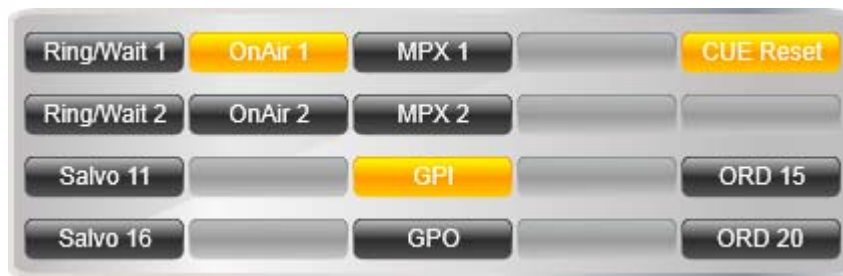 Ring/Wait 1 OnAir 1 MPX 1 CUE Reset
Ring/Wait 2 OnAir 2 MPX 2
Salvo 11 GPI ORD 15
Salvo 16 GPO ORD 20